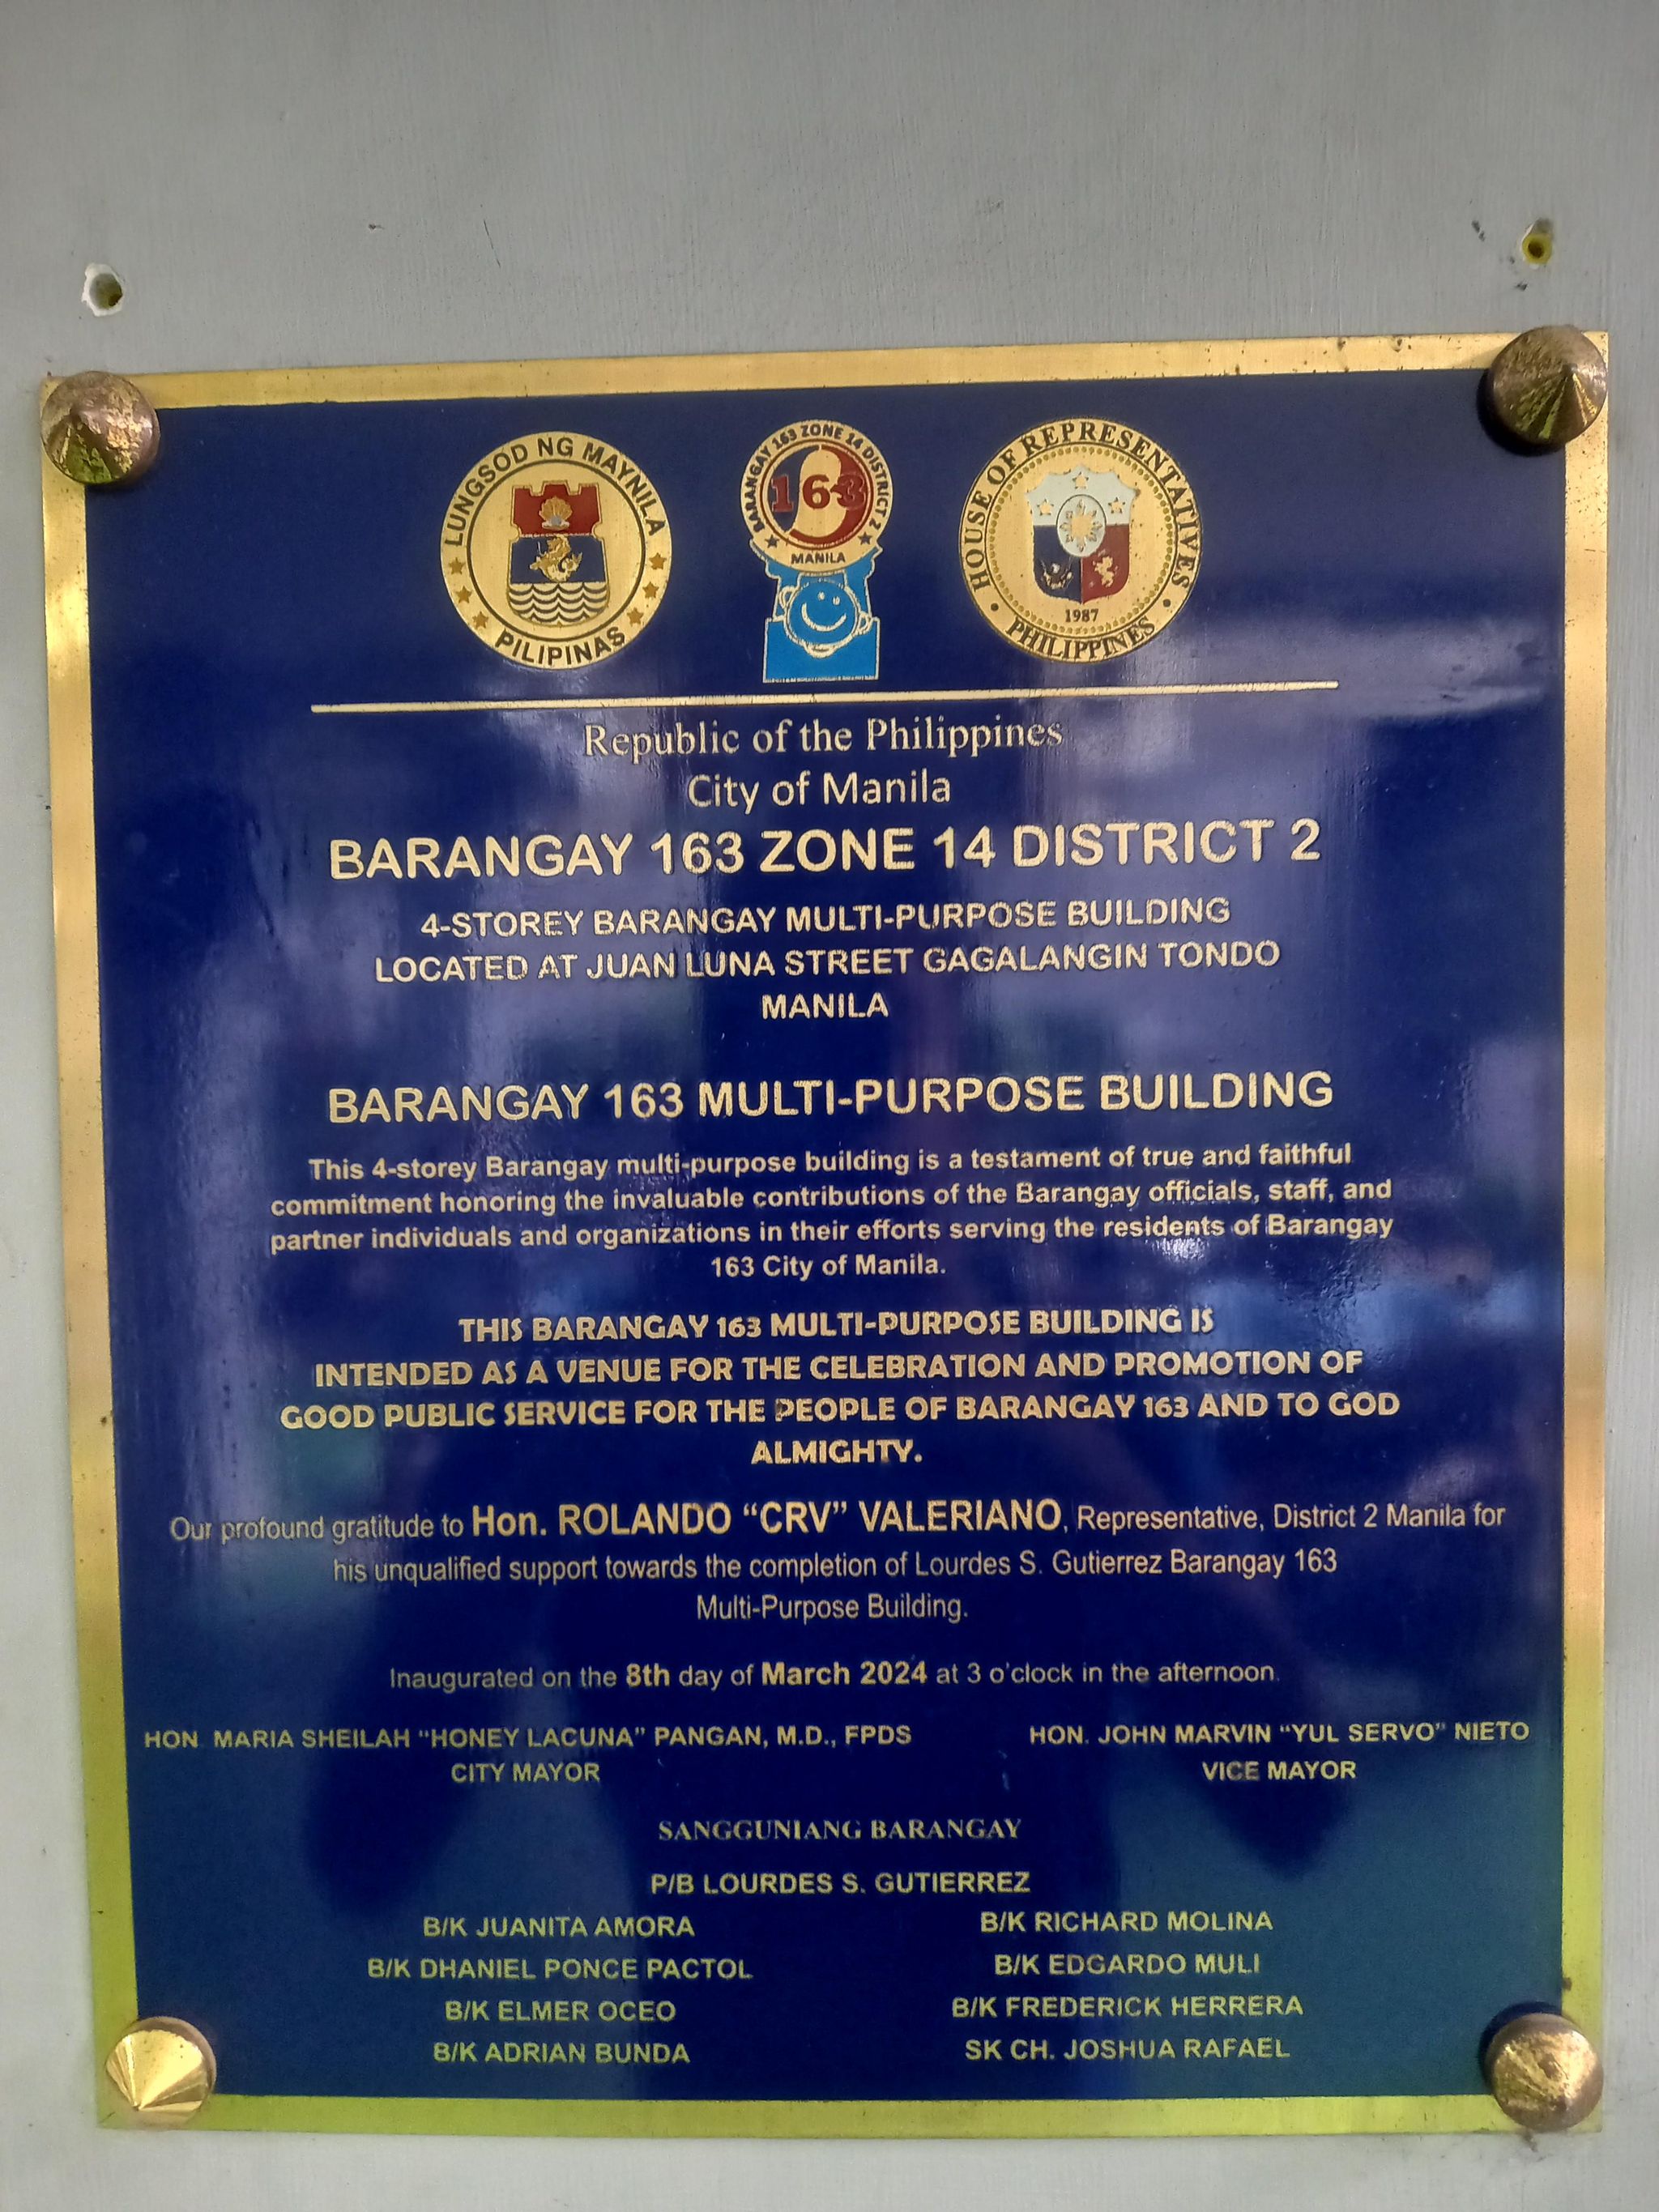 LUNGSOD NG MAYNILA
PILIPINAS
BARANGAY 163 ZONE 14 DISTRICT 2
163
MANILA
HOUSE OF REPRESENTATIVES
1987
PHILIPPINES
Republic of the Philippines
City of Manila
BARANGAY 163 ZONE 14 DISTRICT 2
4-STOREY BARANGAY MULTI-PURPOSE BUILDING
LOCATED AT JUAN LUNA STREET GAGALANGIN TONDO
MANILA
BARANGAY 163 MULTI-PURPOSE BUILDING
This 4-storey Barangay multi-purpose building is a testament of true and faithful
commitment honoring the invaluable contributions of the Barangay officials, staff, and
partner individuals and organizations in their efforts serving the residents of Barangay
163 City of Manila.
THIS BARANGAY 163 MULTI-PURPOSE BUILDING IS
INTENDED AS A VENUE FOR THE CELEBRATION AND PROMOTION OF
GOOD PUBLIC SERVICE FOR THE PEOPLE OF BARANGAY 163 AND TO GOD
ALMIGHTY.
Our profound gratitude to Hon. ROLANDO “CRV” VALERIANO, Representative, District 2 Manila for
his unqualified support towards the completion of Lourdes S. Gutierrez Barangay 163
Multi-Purpose Building.
Inaugurated on the 8th day of March 2024 at 3 o'clock in the afternoon.
HON. MARIA SHEILAH “HONEY LACUNA” PANGAN, M.D., FPDS HON. JOHN MARVIN “YUL SERVO” NIETO
CITY MAYOR VICE MAYOR
SANGGUNIANG BARANGAY
P/B LOURDES S. GUTIERREZ
B/K JUANITA AMORA B/K RICHARD MOLINA
B/K DHANIEL PONCE PACTOL B/K EDGARDO MULI
B/K ELMER OCEO B/K FREDERICK HERRERA
B/K ADRIAN BUNDA SK CH. JOSHUA RAFAEL